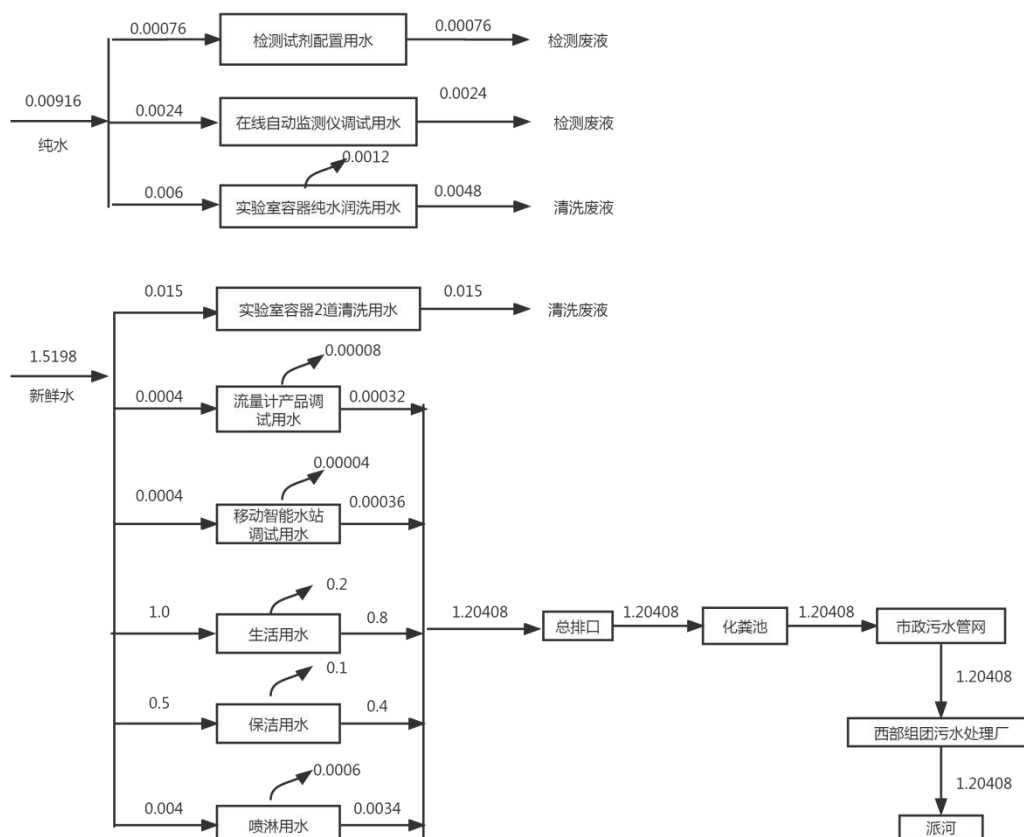 0.00076
检测试剂配置用水
0.00076
检测废液
0.00916
纯水
0.0024
在线自动监测仪调试用水
0.0024
检测废液
0.0012
0.006
实验室容器纯水润洗用水
0.0048
清洗废液
0.015
实验室容器2道清洗用水
0.015
清洗废液
1.5198
新鲜水
0.00008
0.0004
流量计产品调
试用水
0.00032
0.00004
0.0004
移动智能水站
调试用水
0.00036
0.2
1.0
生活用水
0.8
1.20408
总排口
1.20408
化粪池
1.20408
市政污水管网
0.1
0.5
保洁用水
0.4
1.20408
西部组团污水处理厂
0.0006
0.004
喷淋用水
0.0034
1.20408
派河